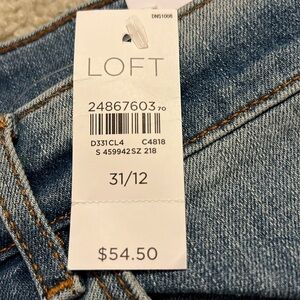 DNS1008
LOFT
24867603 70
D331CL4 C4818
S 459942SZ 218
31/12
$54.50